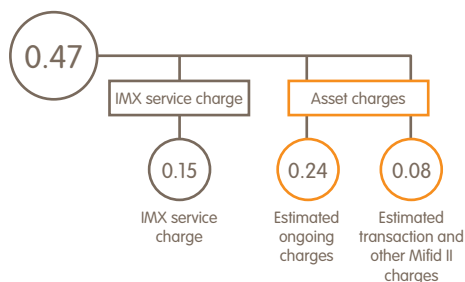 0.47
IMX service charge
Asset charges
0.15
0.24
0.08
IMX service
charge
Estimated
ongoing
charges
Estimated
transaction and
other Mifid II
charges